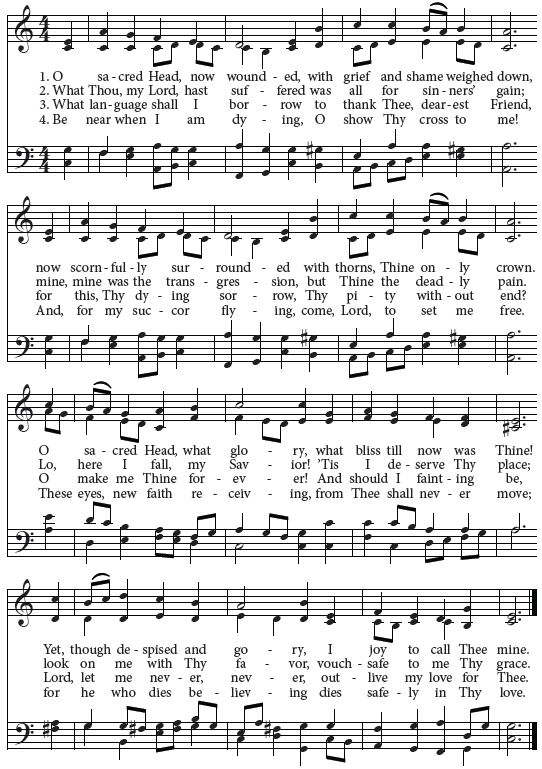 1. O sa - cred Head, now wound - ed, with grief and shame weighed down,
2. What Thou, my Lord, hast suf - fered was all for sin - ners' gain;
3. What lan - guage shall I bor - row to thank Thee, dear - est Friend,
4. Be near when I am dy - ing, O show Thy cross to me!
now scorn - ful - ly sur - round - ed with thorns, Thine on - ly crown.
mine, mine was the trans - gres - sion, but Thine the dead - ly pain.
for this, Thy dy - ing sor - row, Thy pi - ty with - out end?
And, for my suc - cor fly - ing, come, Lord, to set me free.
O sa - cred Head, what glo - ry, what bliss till now was Thine!
Lo, here I fall, my Sav - ior! 'Tis I de - serve Thy place;
O make me Thine for - ev - er! And should I faint - ing be,
These eyes, new faith re - ceiv - ing, from Thee shall nev - er move;
Yet, though de - spised and go - ry, I joy to call Thee mine.
look on me with Thy fa - vor, vouch - safe to me Thy grace.
Lord, let me nev - er, nev - er, out - live my love for Thee.
for he who dies be - liev - ing dies safe - ly in Thy love.